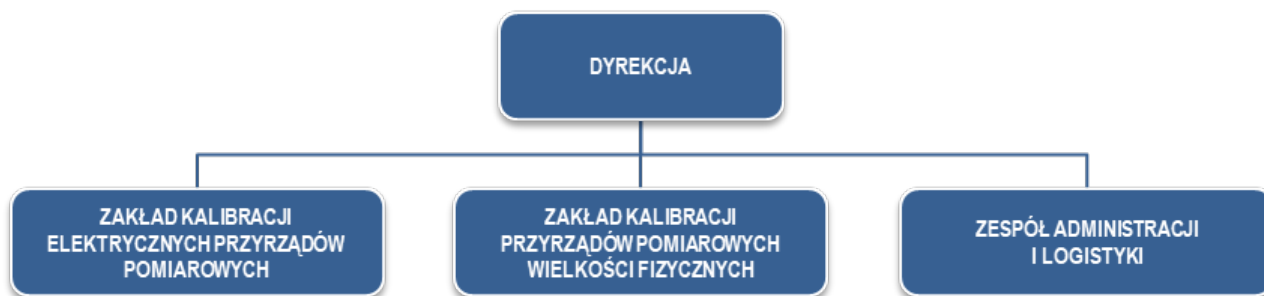 DYREKCJA
ZAKŁAD KALIBRACJI
ELEKTRYCZNYCH PRZYRZĄDÓW
POMIAROWYCH
ZAKŁAD KALIBRACJI
PRZYRZĄDÓW POMIAROWYCH
WIELKOŚCI FIZYCZNYCH
ZESPÓŁ ADMINISTRACJI
I LOGISTYKI